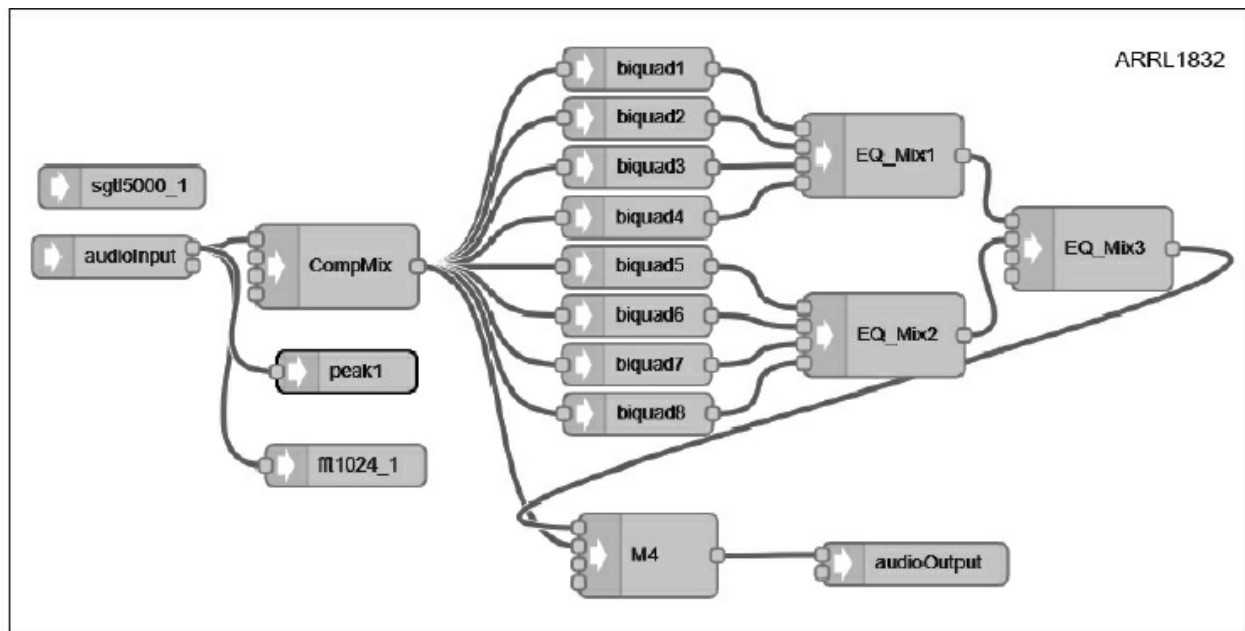 ARRL1832
sgtl5000_1
audioInput
CompMix
peak1
fft1024_1
biquad1
biquad2
biquad3
biquad4
biquad5
biquad6
biquad7
biquad8
EQ_Mix1
EQ_Mix2
EQ_Mix3
M4
audioOutput